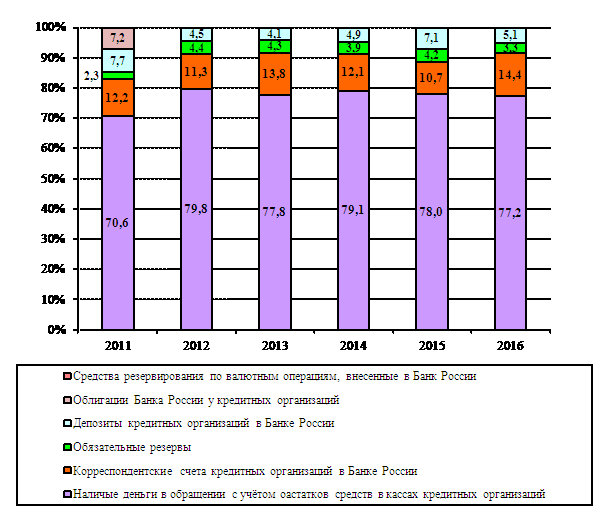 100%
90%
80%
70%
60%
50%
40%
30%
20%
10%
0%
7,2 4,5 4,1 4,9 7,1 5,1
7,7 4,4 4,3 3,9 4,2 3,3
2,3
12,2 11,3 13,8 12,1 10,7 14,4
70,6 79,8 77,8 79,1 78,0 77,2
2011 2012 2013 2014 2015 2016
Средства резервирования по валютным операциям, внесенные в Банк России
Облигации Банка России у кредитных организаций
Депозиты кредитных организаций в Банке России
Обязательные резервы
Корреспондентские счета кредитных организаций в Банке России
Наличые деньги в обращении с учётом оастатков средств в кассах кредитных организаций